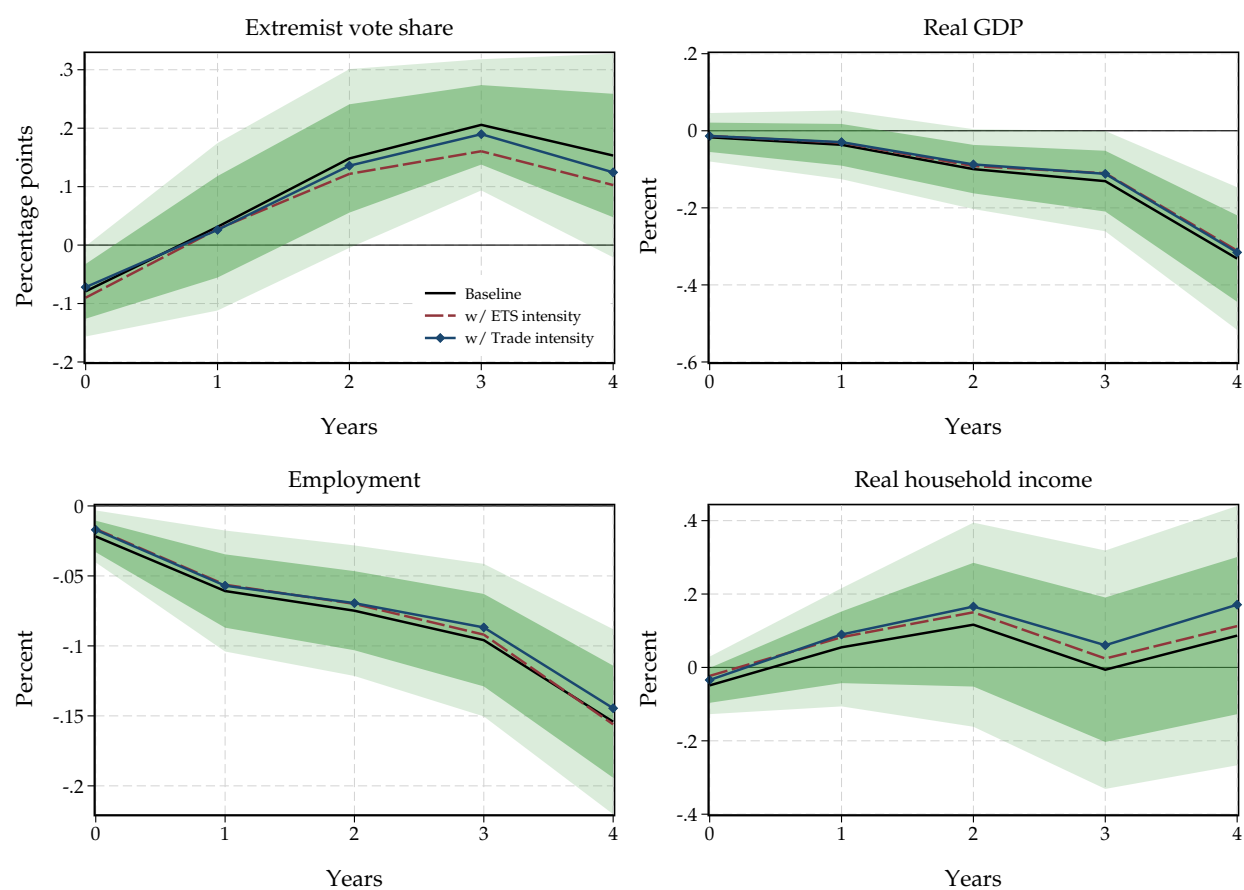 Extremist vote share
Percentage points
.3
.2
.1
0
-.1
-.2
Baseline
w/ ETS intensity
w/ Trade intensity
0 1 2 3 4
Years
Real GDP
Percent
.2
0
-.2
-.4
-.6
0 1 2 3 4
Years
Employment
Percent
0
-.05
-.1
-.15
-.2
0 1 2 3 4
Years
Real household income
Percent
.4
.2
0
-.2
-.4
0 1 2 3 4
Years